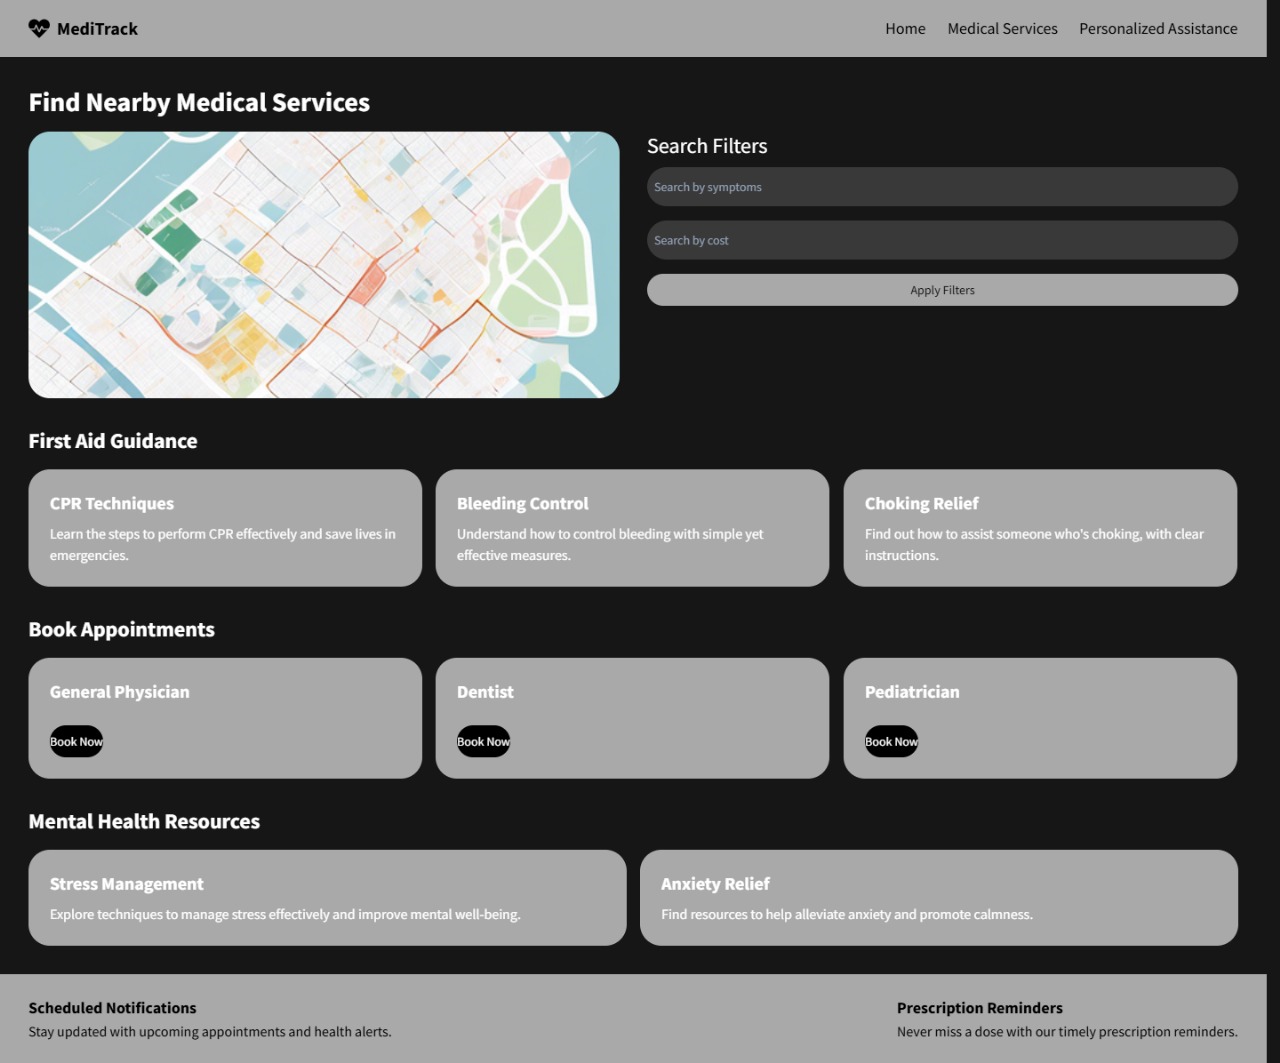 MediTrack
Home
Medical Services
Personalized Assistance
Find Nearby Medical Services
Search Filters
Search by symptoms
Search by cost
Apply Filters
First Aid Guidance
CPR Techniques
Learn the steps to perform CPR effectively and save lives in
emergencies.
Bleeding Control
Understand how to control bleeding with simple yet
effective measures.
Choking Relief
Find out how to assist someone who's choking, with clear
instructions.
Book Appointments
General Physician
Book Now
Dentist
Book Now
Pediatrician
Book Now
Mental Health Resources
Stress Management
Explore techniques to manage stress effectively and improve mental well-being.
Anxiety Relief
Find resources to help alleviate anxiety and promote calmness.
Scheduled Notifications
Stay updated with upcoming appointments and health alerts.
Prescription Reminders
Never miss a dose with our timely prescription reminders.